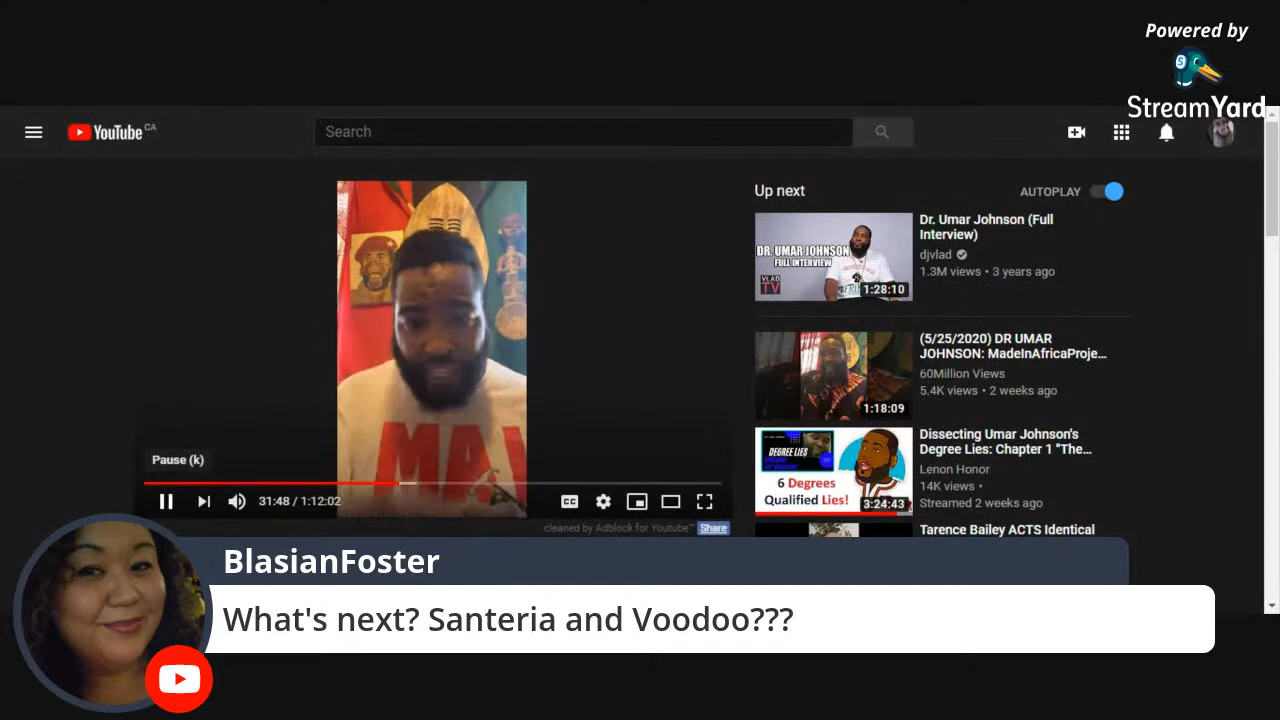 Powered by
StreamYard
YouTube CA
Search
Up next
AUTOPLAY
DR. UMAR JOHNSON
FULL INTERVIEW
VLAD
TV
1:28:10
Dr. Umar Johnson (Full
Interview)
djvlad
1.3M views • 3 years ago
1:18:09
(5/25/2020) DR UMAR
JOHNSON: MadeInAfricaProje...
60Million Views
5.4K views • 2 weeks ago
DEGREE LIES
6 Degrees
Qualified Lies!
3:24:43
Dissecting Umar Johnson's
Degree Lies: Chapter 1 "The...
Lenon Honor
14K views •
Streamed 2 weeks ago
Tarence Bailey ACTS Identical
Pause (k)
31:48 / 1:12:02
CC
cleaned by Adblock for Youtube™ Share
BlasianFoster
What's next? Santeria and Voodoo???